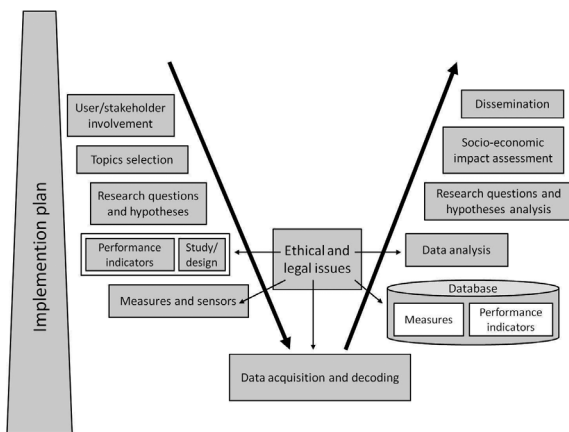 Implemention plan
User/stakeholder
involvement
Topics selection
Research questions
and hypotheses
Performance
indicators
Study/
design
Measures and sensors
Ethical and
legal issues
Data acquisition and decoding
Dissemination
Socio-economic
impact assessment
Research questions and
hypotheses analysis
Data analysis
Database
Measures
Performance
indicators